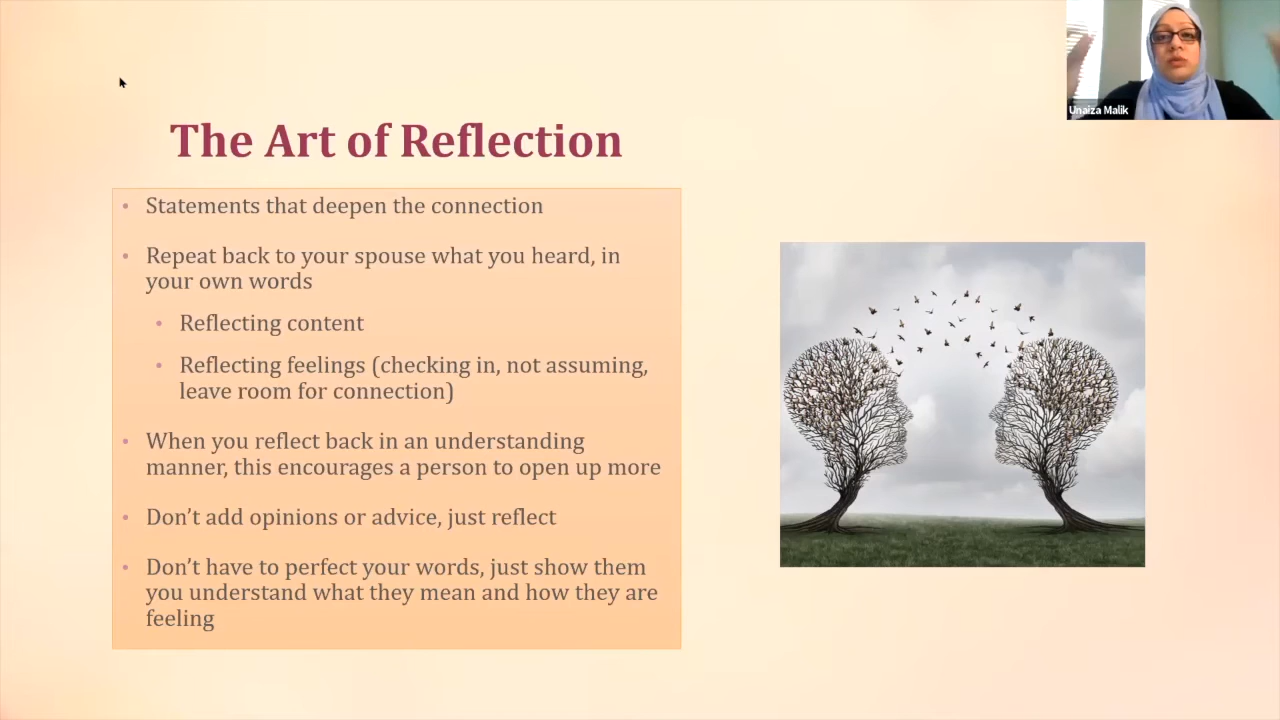 Unaiza Malik
The Art of Reflection
• Statements that deepen the connection
• Repeat back to your spouse what you heard, in
your own words
• Reflecting content
• Reflecting feelings (checking in, not assuming,
leave room for connection)
• When you reflect back in an understanding
manner, this encourages a person to open up more
• Don’t add opinions or advice, just reflect
• Don’t have to perfect your words, just show them
you understand what they mean and how they are
feeling